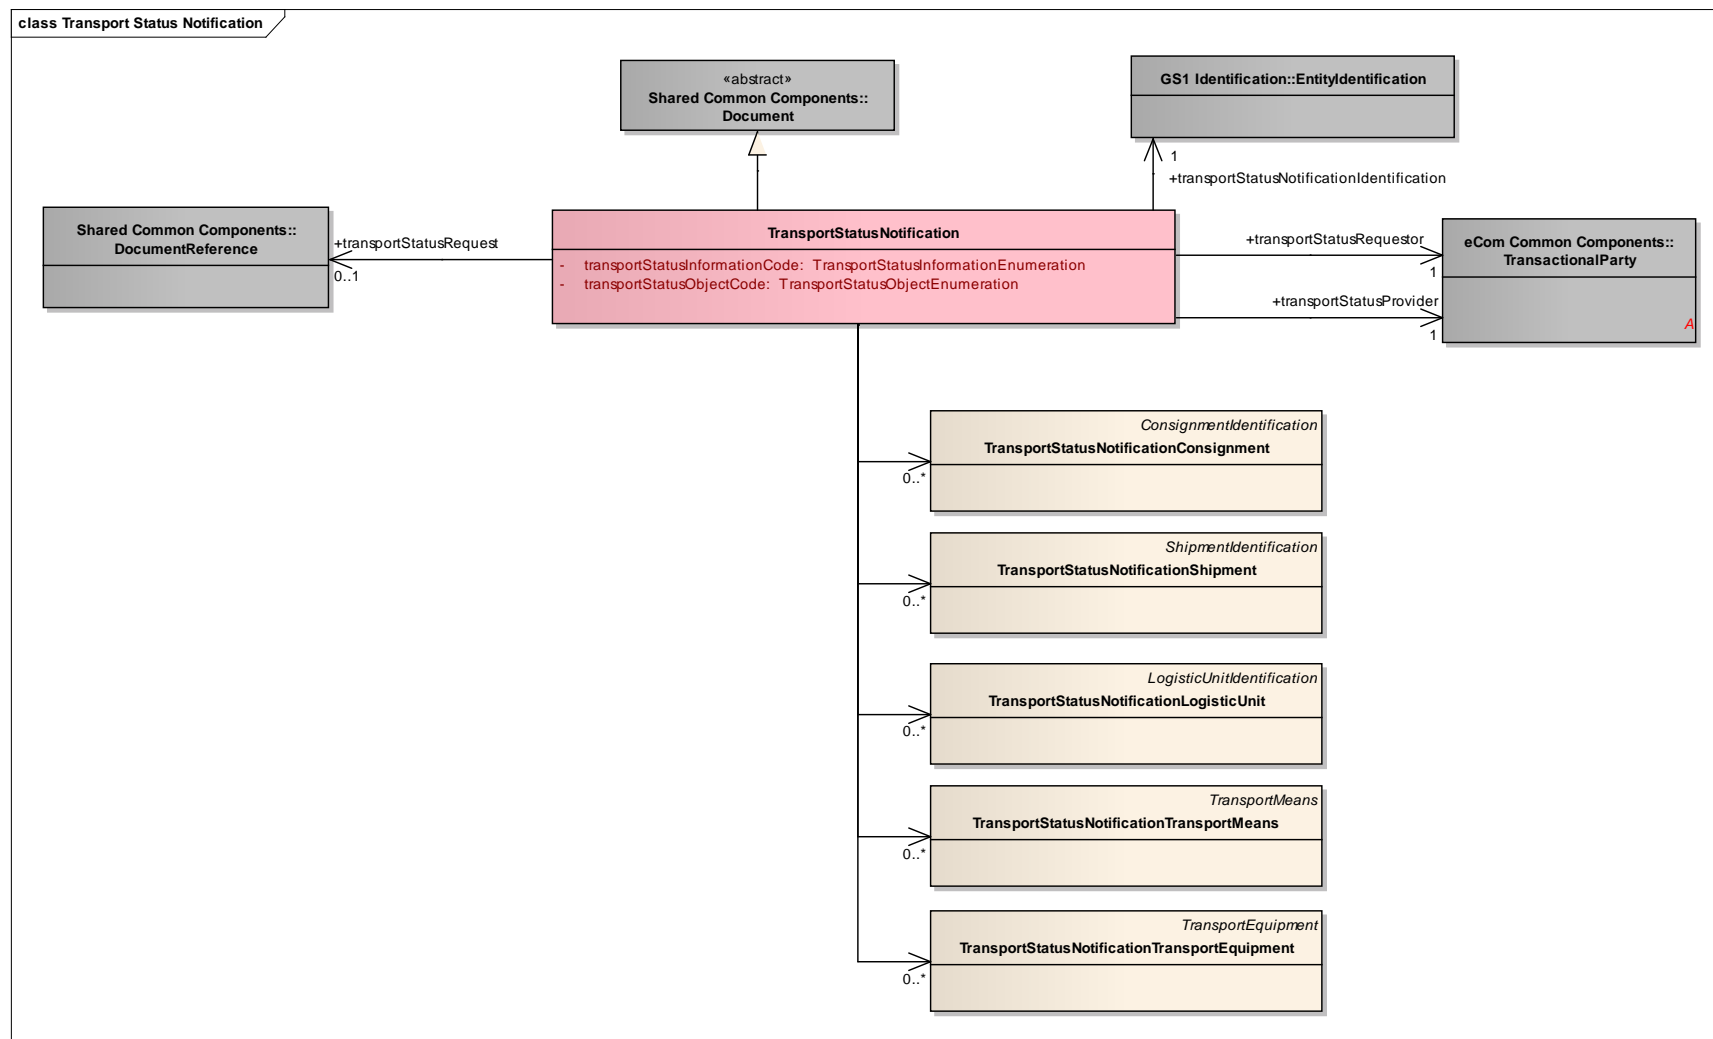 class Transport Status Notification
«abstract»
Shared Common Components::
Document
GS1 Identification::EntityIdentification
1
+transportStatusNotificationIdentification
Shared Common Components::
DocumentReference
+transportStatusRequest
0..1
TransportStatusNotification
- transportStatusInformationCode: TransportStatusInformationEnumeration
- transportStatusObjectCode: TransportStatusObjectEnumeration
+transportStatusRequestor
1
+transportStatusProvider
1
eCom Common Components::
TransactionalParty
A
ConsignmentIdentification
TransportStatusNotificationConsignment
0..*
ShipmentIdentification
TransportStatusNotificationShipment
0..*
LogisticUnitIdentification
TransportStatusNotificationLogisticUnit
0..*
TransportMeans
TransportStatusNotificationTransportMeans
0..*
TransportEquipment
TransportStatusNotificationTransportEquipment
0..*